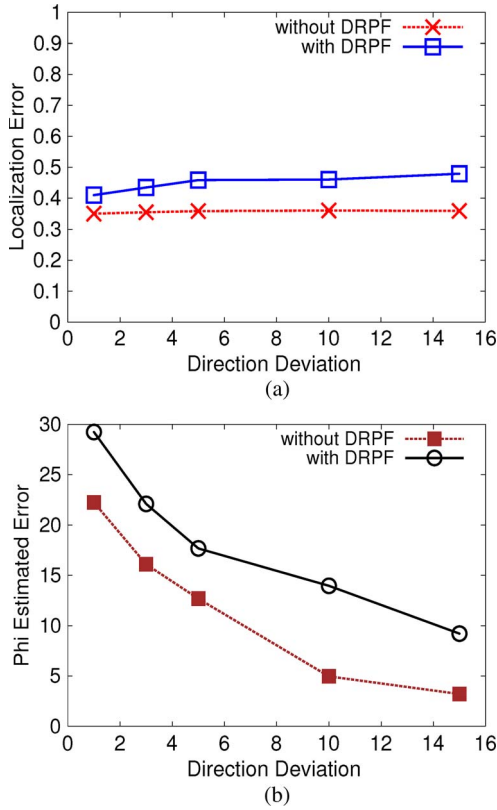 1
0.9
0.8
0.7
0.6
0.5
0.4
0.3
0.2
0.1
0
Localization Error
without DRPF
with DRPF
0 2 4 6 8 10 12 14 16
Direction Deviation
(a)
30
25
20
15
10
5
0
Phi Estimated Error
without DRPF
with DRPF
0 2 4 6 8 10 12 14 16
Direction Deviation
(b)